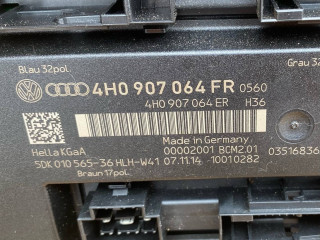 Blau 32pol.
Grau 32
4H0 907 064 FR 0560
4H0 907 064 ER H36
Made in Germany
Hella KGaA
00002001 BCM2.01
0351683
5DK 010 565-36 HLH-W41 07.11.14 10010282
Braun 17pol.